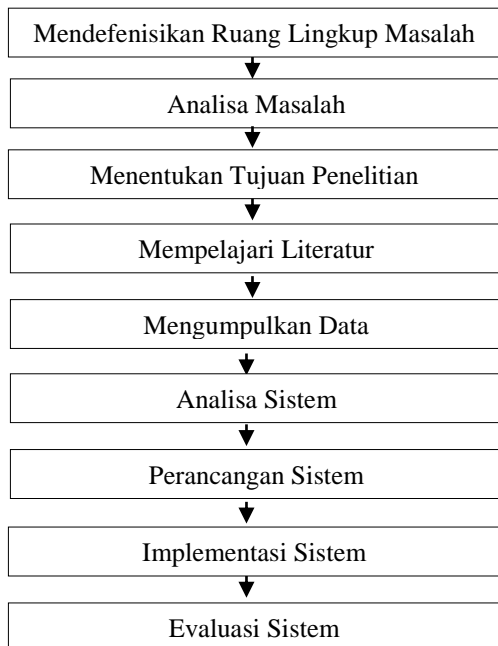 Mendefenisikan Ruang Lingkup Masalah
Analisa Masalah
Menentukan Tujuan Penelitian
Mempelajari Literatur
Mengumpulkan Data
Analisa Sistem
Perancangan Sistem
Implementasi Sistem
Evaluasi Sistem